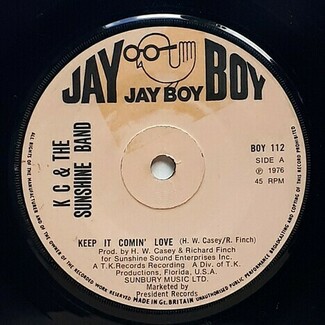 JAY BOY
JAY BOY
K C & THE
SUNSHINE BAND
BOY 112
SIDE A
℗ 1976
45 RPM
KEEP IT COMIN' LOVE (H. W. Casey/R. Finch)
Prod. by H. W. Casey & Richard Finch
for Sunshine Sound Enterprises Inc.
A T.K. Records Recording A Div. of T.K.
Productions, Florida, U.S.A.
SUNBURY MUSIC LTD.
Marketed by
President Records
ALL RIGHTS OF THE MANUFACTURER AND OF THE OWNER OF THE RECORDED WORK RESERVED MADE IN GT. BRITAIN UNAUTHORISED PUBLIC PERFORMANCE BROADCASTING AND COPYING OF THIS RECORD PROHIBITED